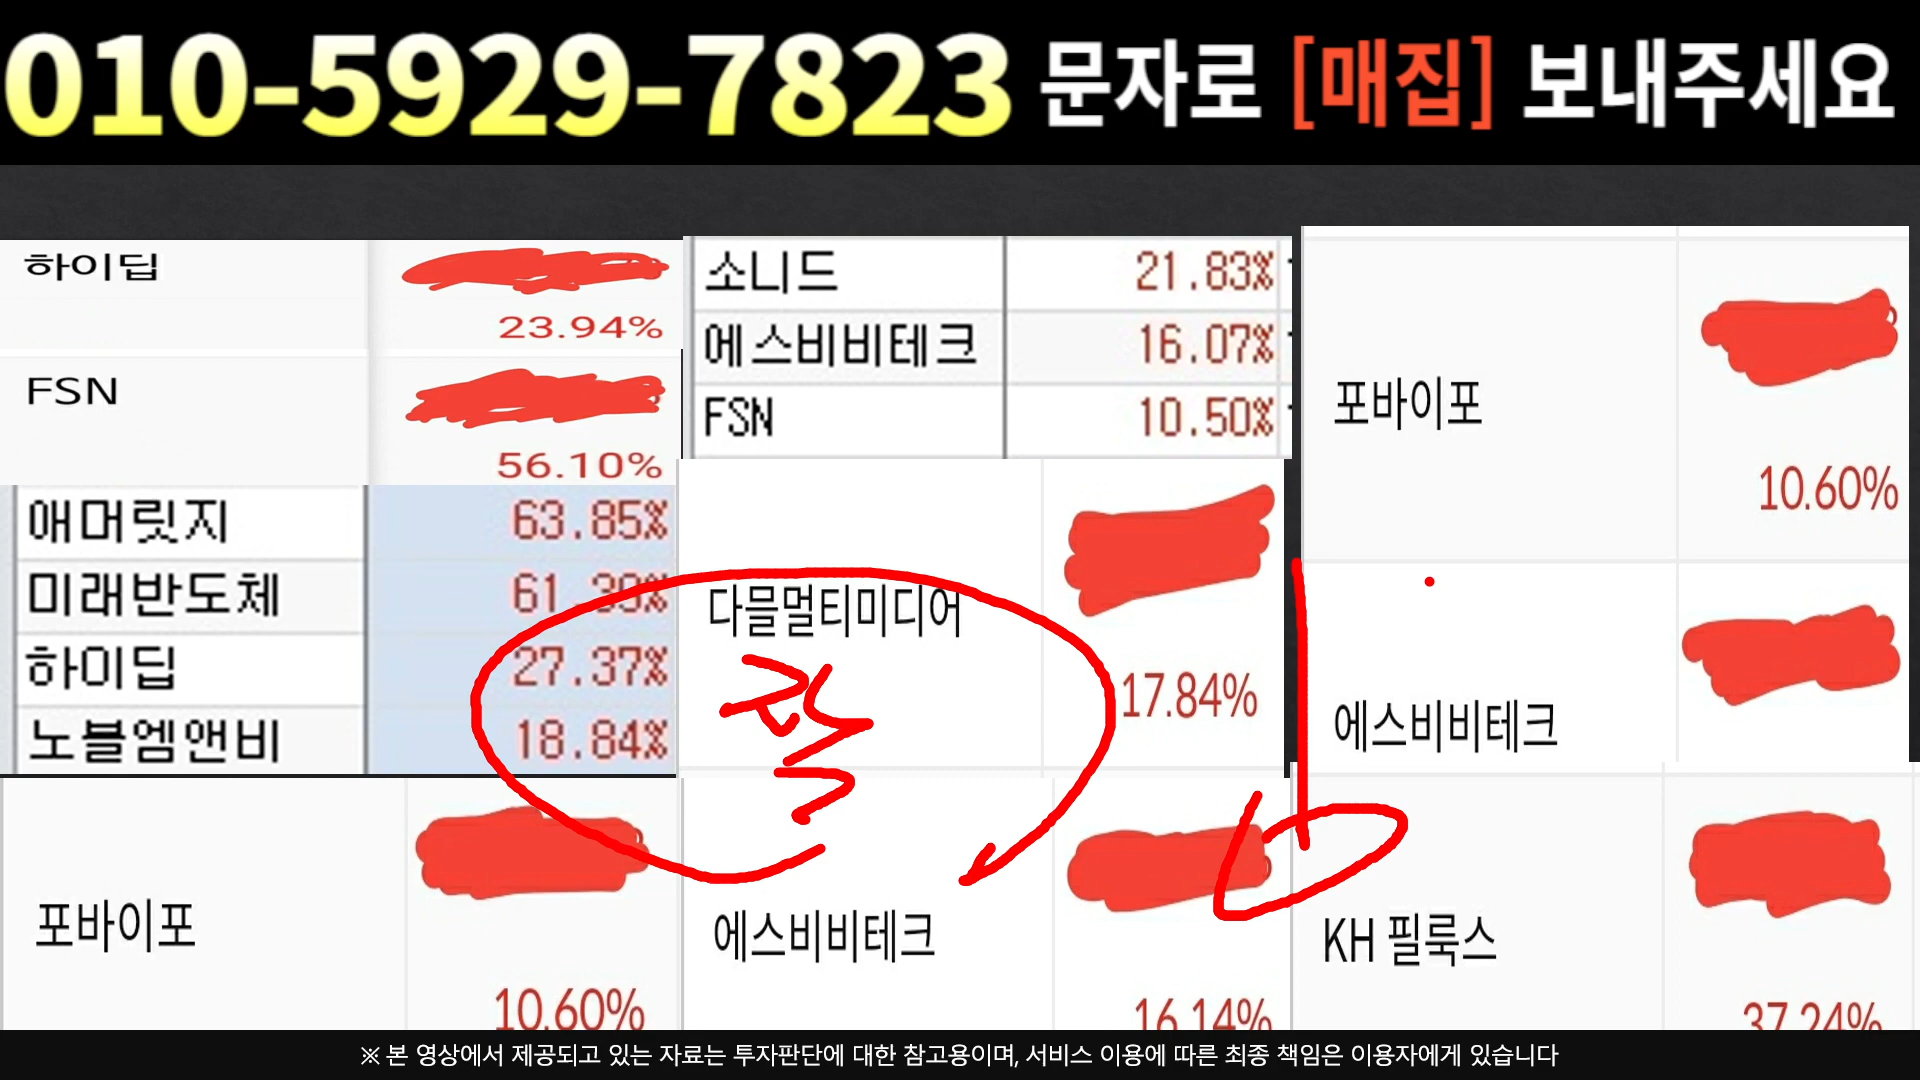 010-5929-7823 문자로 [매집] 보내주세요
하이딥
23.94%
FSN
56.10%
애머릿지 63.85%
미래반도체 61.39%
하이딥 27.37%
노블엠앤비 18.84%
소니드 21.83%
에스비비테크 16.07%
FSN 10.50%
다믈멀티미디어
17.84%
포바이포
10.60%
에스비비테크
포바이포
10.60%
에스비비테크
16.14%
KH 필룩스
37.24%
※ 본 영상에서 제공되고 있는 자료는 투자판단에 대한 참고용이며, 서비스 이용에 따른 최종 책임은 이용자에게 있습니다